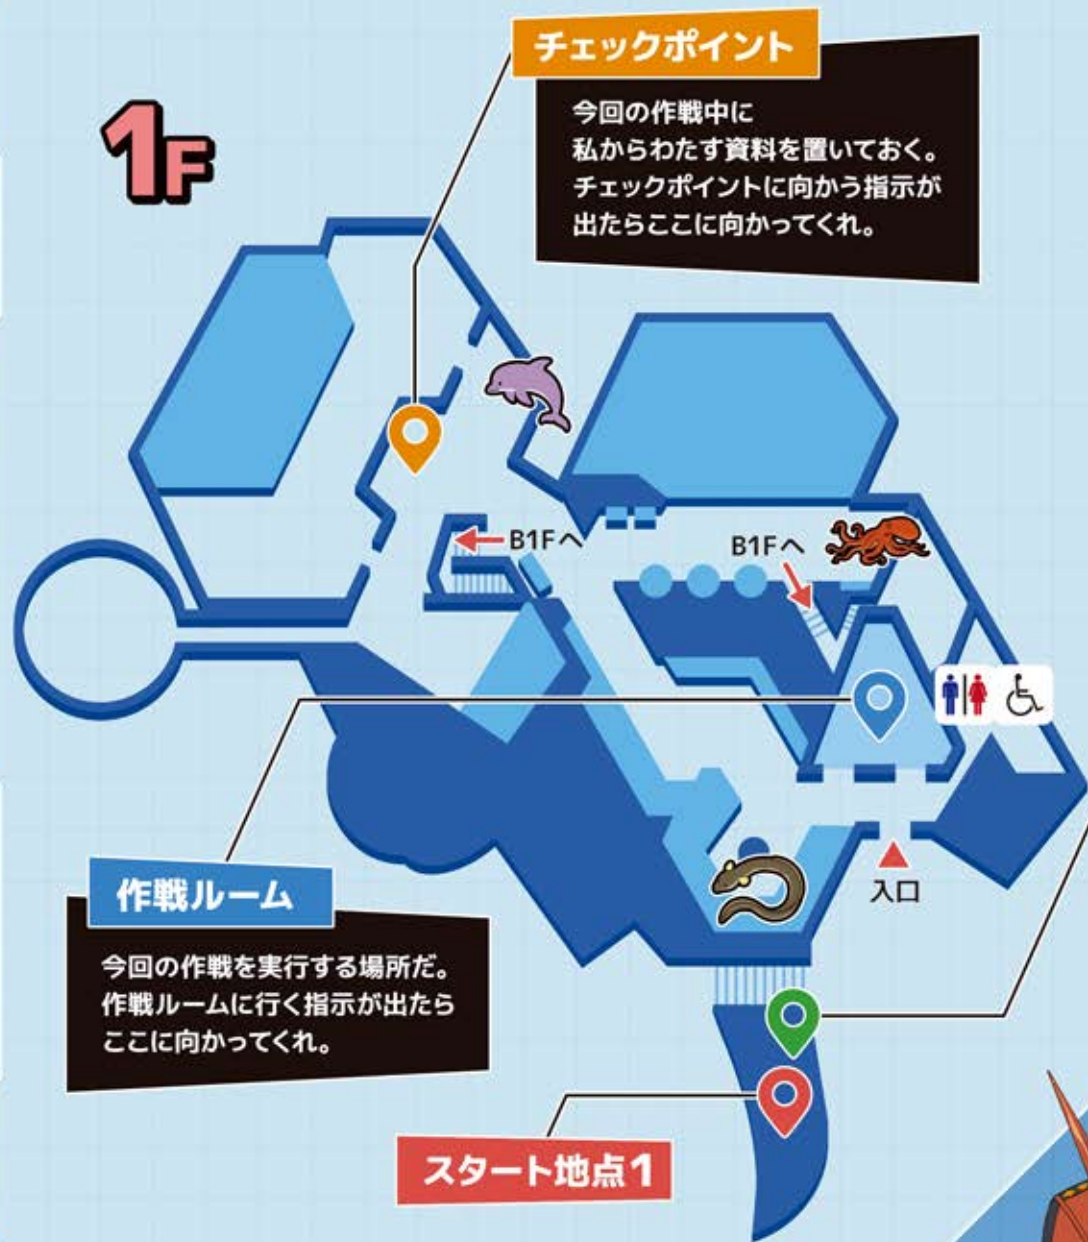 チェックポイント
今回の作戦中に
私からわたす資料を置いておく。
チェックポイントに向かう指示が
出たらここに向かってくれ。
1F
B1Fへ
B1Fへ
入口
作戦ルーム
今回の作戦を実行する場所だ。
作戦ルームに行く指示が出たら
ここに向かってくれ。
スタート地点1